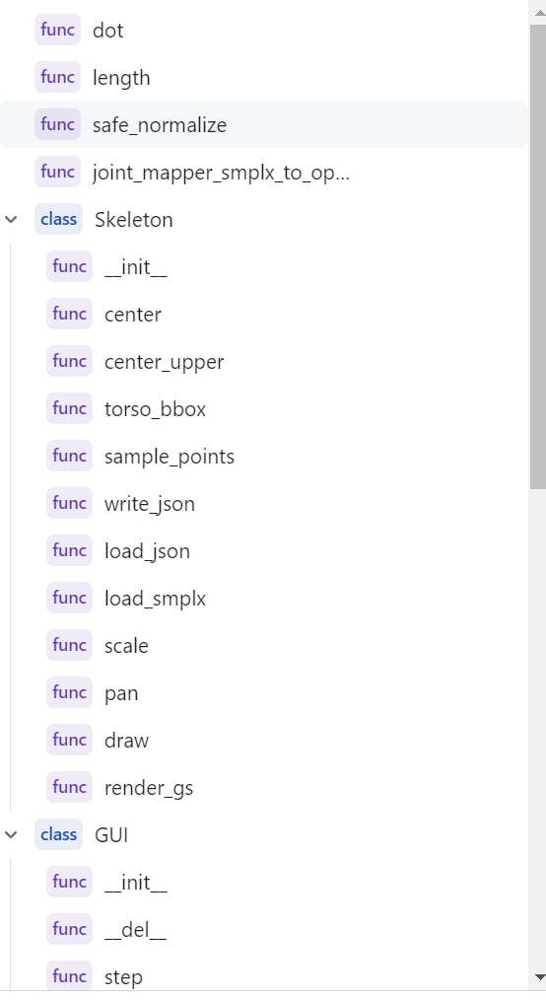 func dot
func length
func safe_normalize
func joint_mapper_smplx_to_op...
class Skeleton
func __init__
func center
func center_upper
func torso_bbox
func sample_points
func write_json
func load_json
func load_smplx
func scale
func pan
func draw
func render_gs
class GUI
func __init__
func __del__
func step